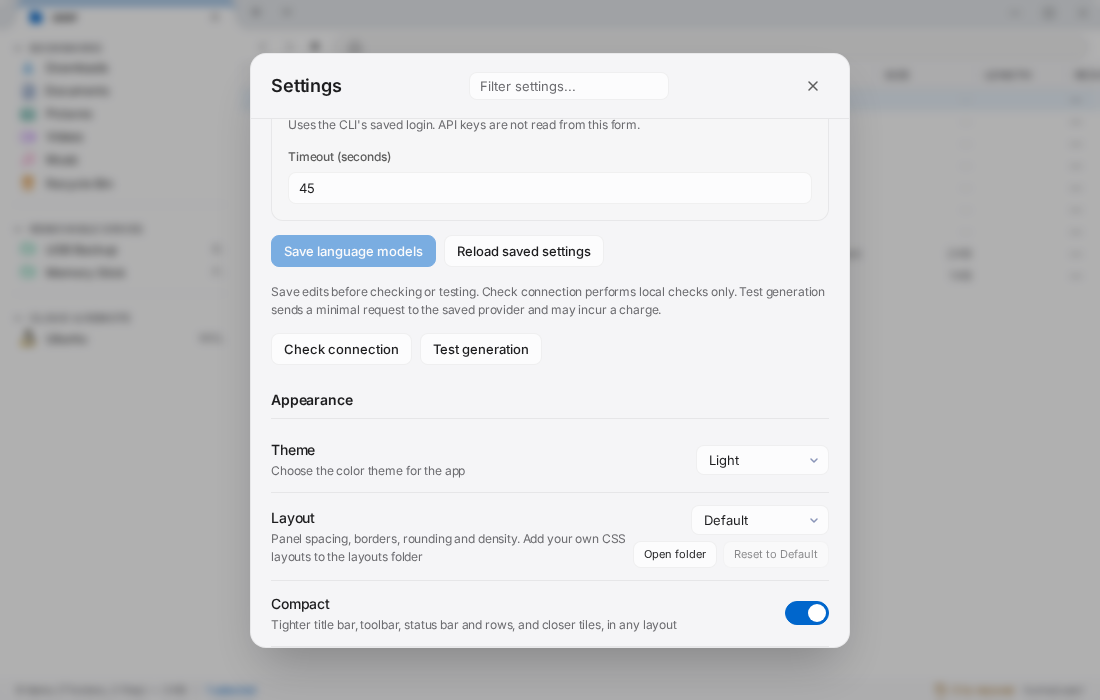 Settings
Filter settings...
Uses the CLI's saved login. API keys are not read from this form.
Timeout (seconds)
45
Save language models
Reload saved settings
Save edits before checking or testing. Check connection performs local checks only. Test generation
sends a minimal request to the saved provider and may incur a charge.
Check connection
Test generation
Appearance
Theme
Choose the color theme for the app
Light
Layout
Panel spacing, borders, rounding and density. Add your own CSS
layouts to the layouts folder
Default
Open folder
Reset to Default
Compact
Tighter title bar, toolbar, status bar and rows, and closer tiles, in any layout